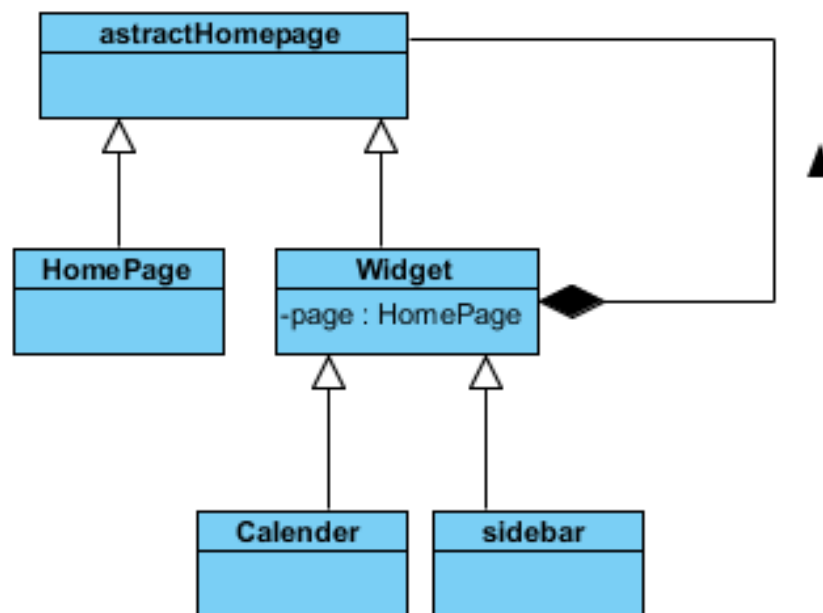 astractHomepage
HomePage
Widget
-page : HomePage
Calender
sidebar